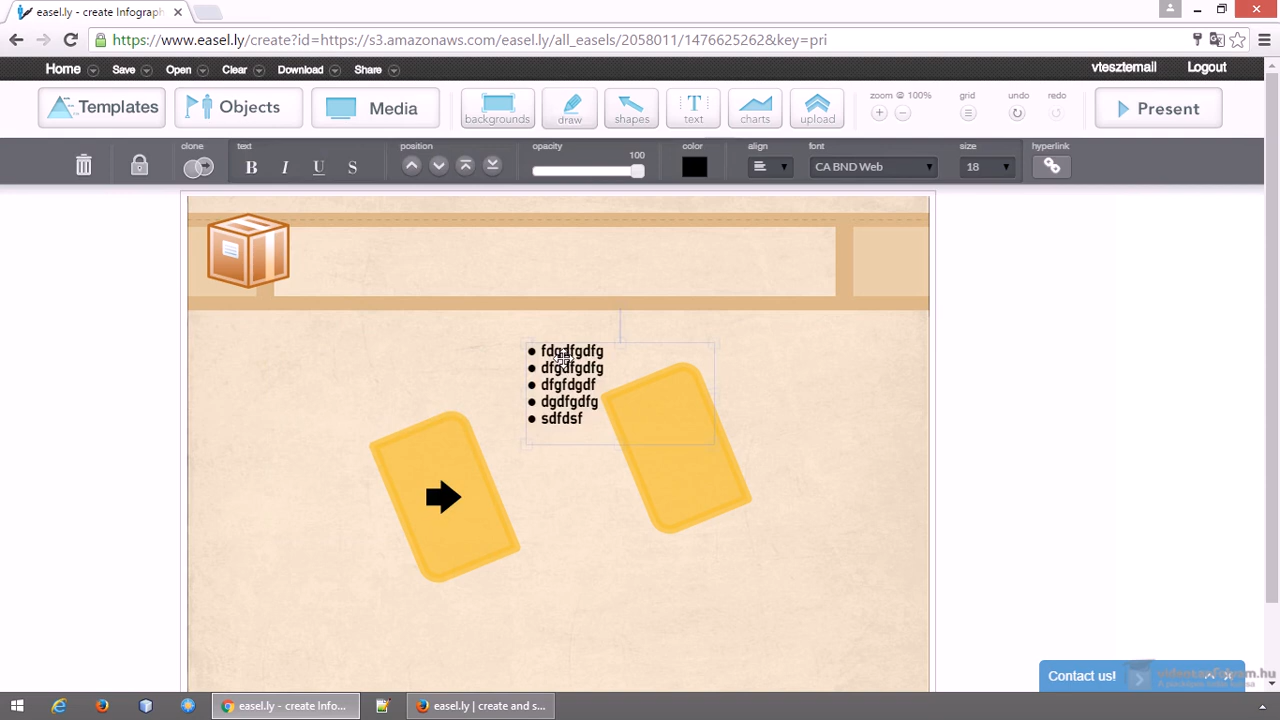 easel.ly - create Infograph
https://www.easel.ly/create?id=https://s3.amazonaws.com/easel.ly/all_easels/2058011/1476625262&key=pri
Home Save Open Clear Download Share vtesztemail Logout
Templates Objects Media backgrounds draw shapes text charts upload zoom @ 100% grid undo redo Present
clone text position opacity 100 color align font size hyperlink
B I U S CA BND Web 18
fdgdfgdfg
dfgdfgdfg
dfgfdgdf
dgdfgdfg
sdfdsf
Contact us!
videotanfolyam.hu
easel.ly - create Info...
easel.ly | create and s...